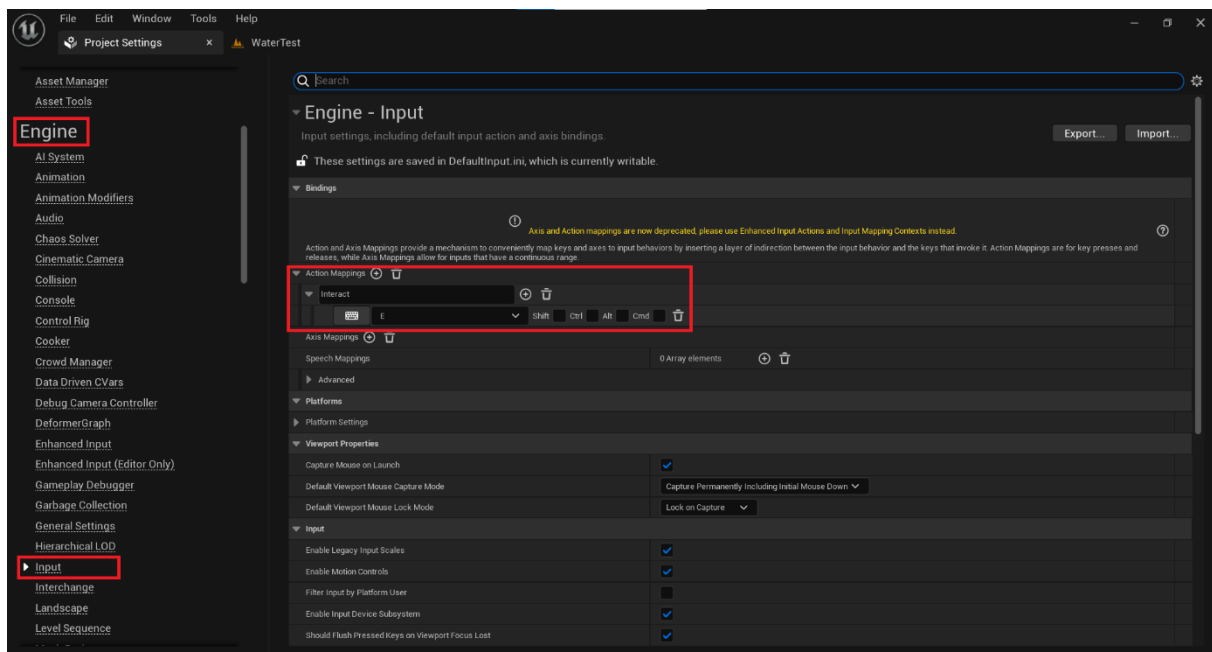 File Edit Window Tools Help
Project Settings WaterTest
Asset Manager
Asset Tools
Engine
AI System
Animation
Animation Modifiers
Audio
Chaos Solver
Cinematic Camera
Collision
Console
Control Rig
Cooker
Crowd Manager
Data Driven CVars
Debug Camera Controller
DeformerGraph
Enhanced Input
Enhanced Input (Editor Only)
Gameplay Debugger
Garbage Collection
General Settings
Hierarchical LOD
Input
Interchange
Landscape
Level Sequence
Search
Engine - Input
Input settings, including default input action and axis bindings.
Export... Import...
These settings are saved in DefaultInput.ini, which is currently writable.
Bindings
Axis and Action mappings are now deprecated, please use Enhanced Input Actions and Input Mapping Contexts instead.
Action and Axis Mappings provide a mechanism to conveniently map keys and axes to input behaviors by inserting a layer of indirection between the input behavior and the keys that invoke it. Action Mappings are for key presses and
releases, while Axis Mappings allow for inputs that have a continuous range.
Action Mappings
Interact
E Shift Ctrl Alt Cmd
Axis Mappings
Speech Mappings 0 Array elements
Advanced
Platforms
Platform Settings
Viewport Properties
Capture Mouse on Launch
Default Viewport Mouse Capture Mode Capture Permanently Including Initial Mouse Down
Default Viewport Mouse Lock Mode Lock on Capture
Input
Enable Legacy Input Scales
Enable Motion Controls
Filter Input by Platform User
Enable Input Device Subsystem
Should Flush Pressed Keys on Viewport Focus Lost